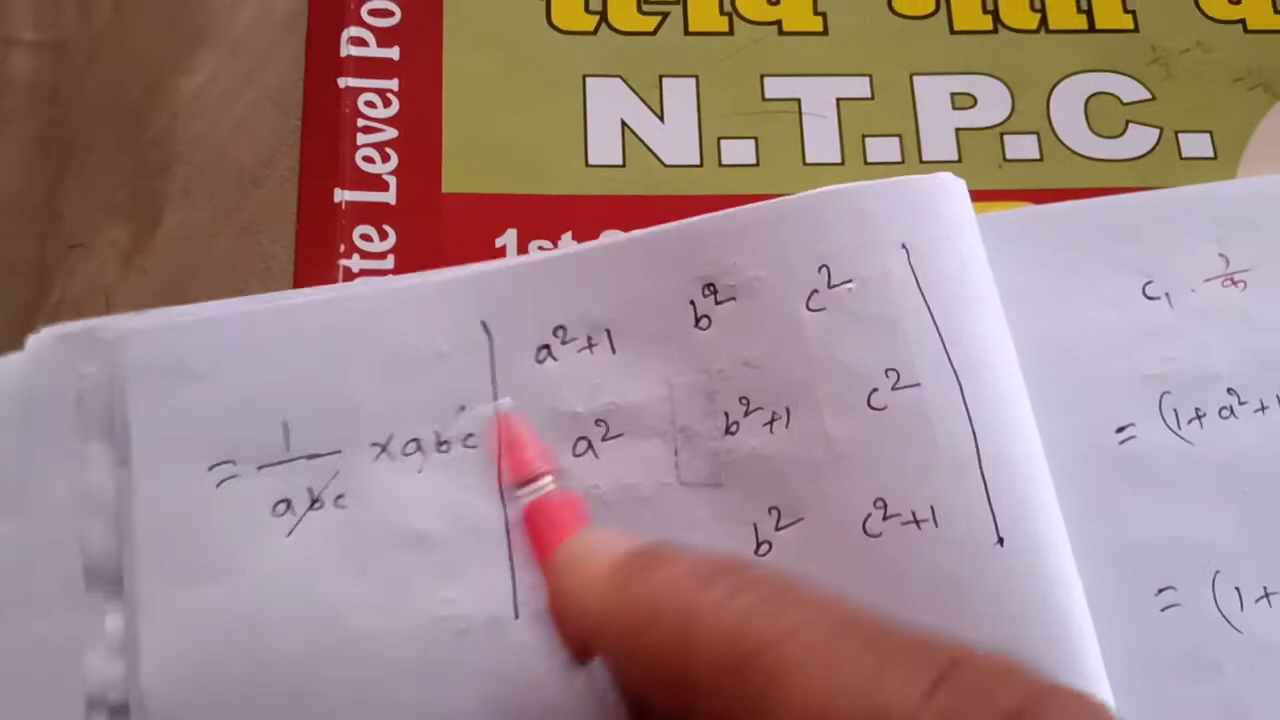 N.T.P.C.
te Level Po
1st
a²+1 b² c²
= 1/abc × abc a² b²+1 c²
b² c²+1
C₁
= (1+a²+1
= (1+